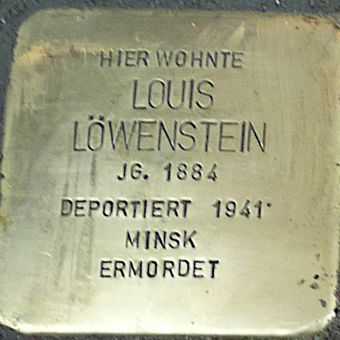 HIER WOHNTE
LOUIS
LÖWENSTEIN
JG. 1884
DEPORTIERT 1941
MINSK
ERMORDET